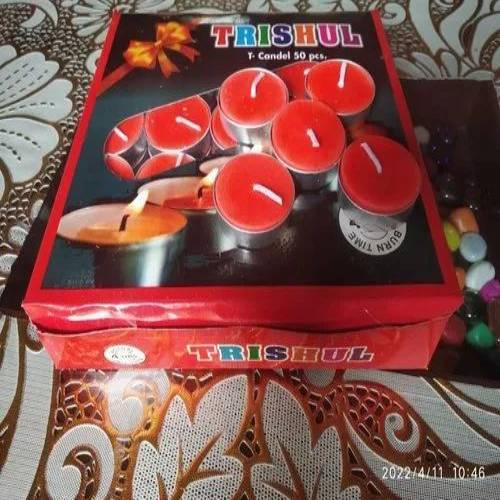 TRISHUL
T- Candel 50 pcs.
BURN TIME
TRISHUL
2022/4/11 10:46